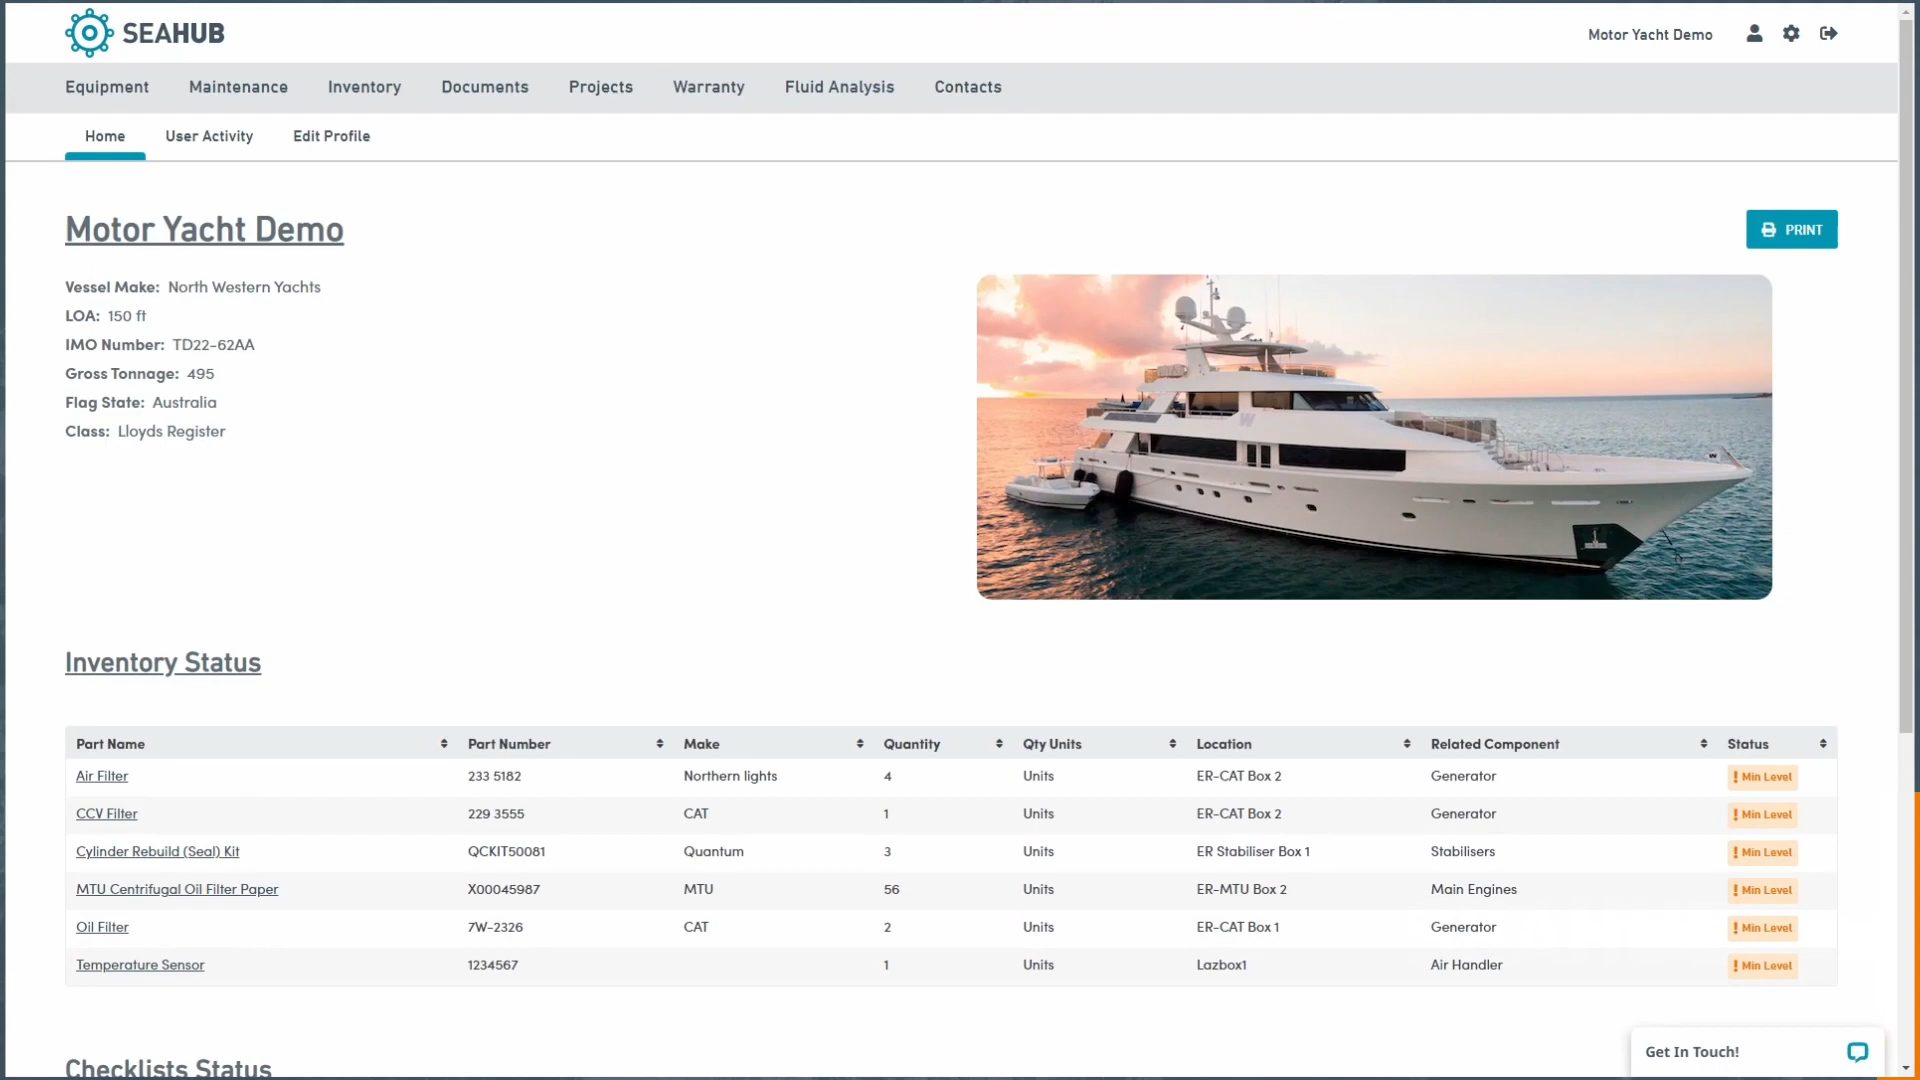 SEAHUB
Motor Yacht Demo
Equipment Maintenance Inventory Documents Projects Warranty Fluid Analysis Contacts
Home User Activity Edit Profile
Motor Yacht Demo
PRINT
Vessel Make: North Western Yachts
LOA: 150 ft
IMO Number: TD22-62AA
Gross Tonnage: 495
Flag State: Australia
Class: Lloyds Register
Inventory Status
Part Name Part Number Make Quantity Qty Units Location Related Component Status
Air Filter 233 5182 Northern lights 4 Units ER-CAT Box 2 Generator ! Min Level
CCV Filter 229 3555 CAT 1 Units ER-CAT Box 2 Generator ! Min Level
Cylinder Rebuild (Seal) Kit QCKIT50081 Quantum 3 Units ER Stabiliser Box 1 Stabilisers ! Min Level
MTU Centrifugal Oil Filter Paper X00045987 MTU 56 Units ER-MTU Box 2 Main Engines ! Min Level
Oil Filter 7W-2326 CAT 2 Units ER-CAT Box 1 Generator ! Min Level
Temperature Sensor 1234567 1 Units Lazbox1 Air Handler ! Min Level
Checklists Status
Get In Touch!